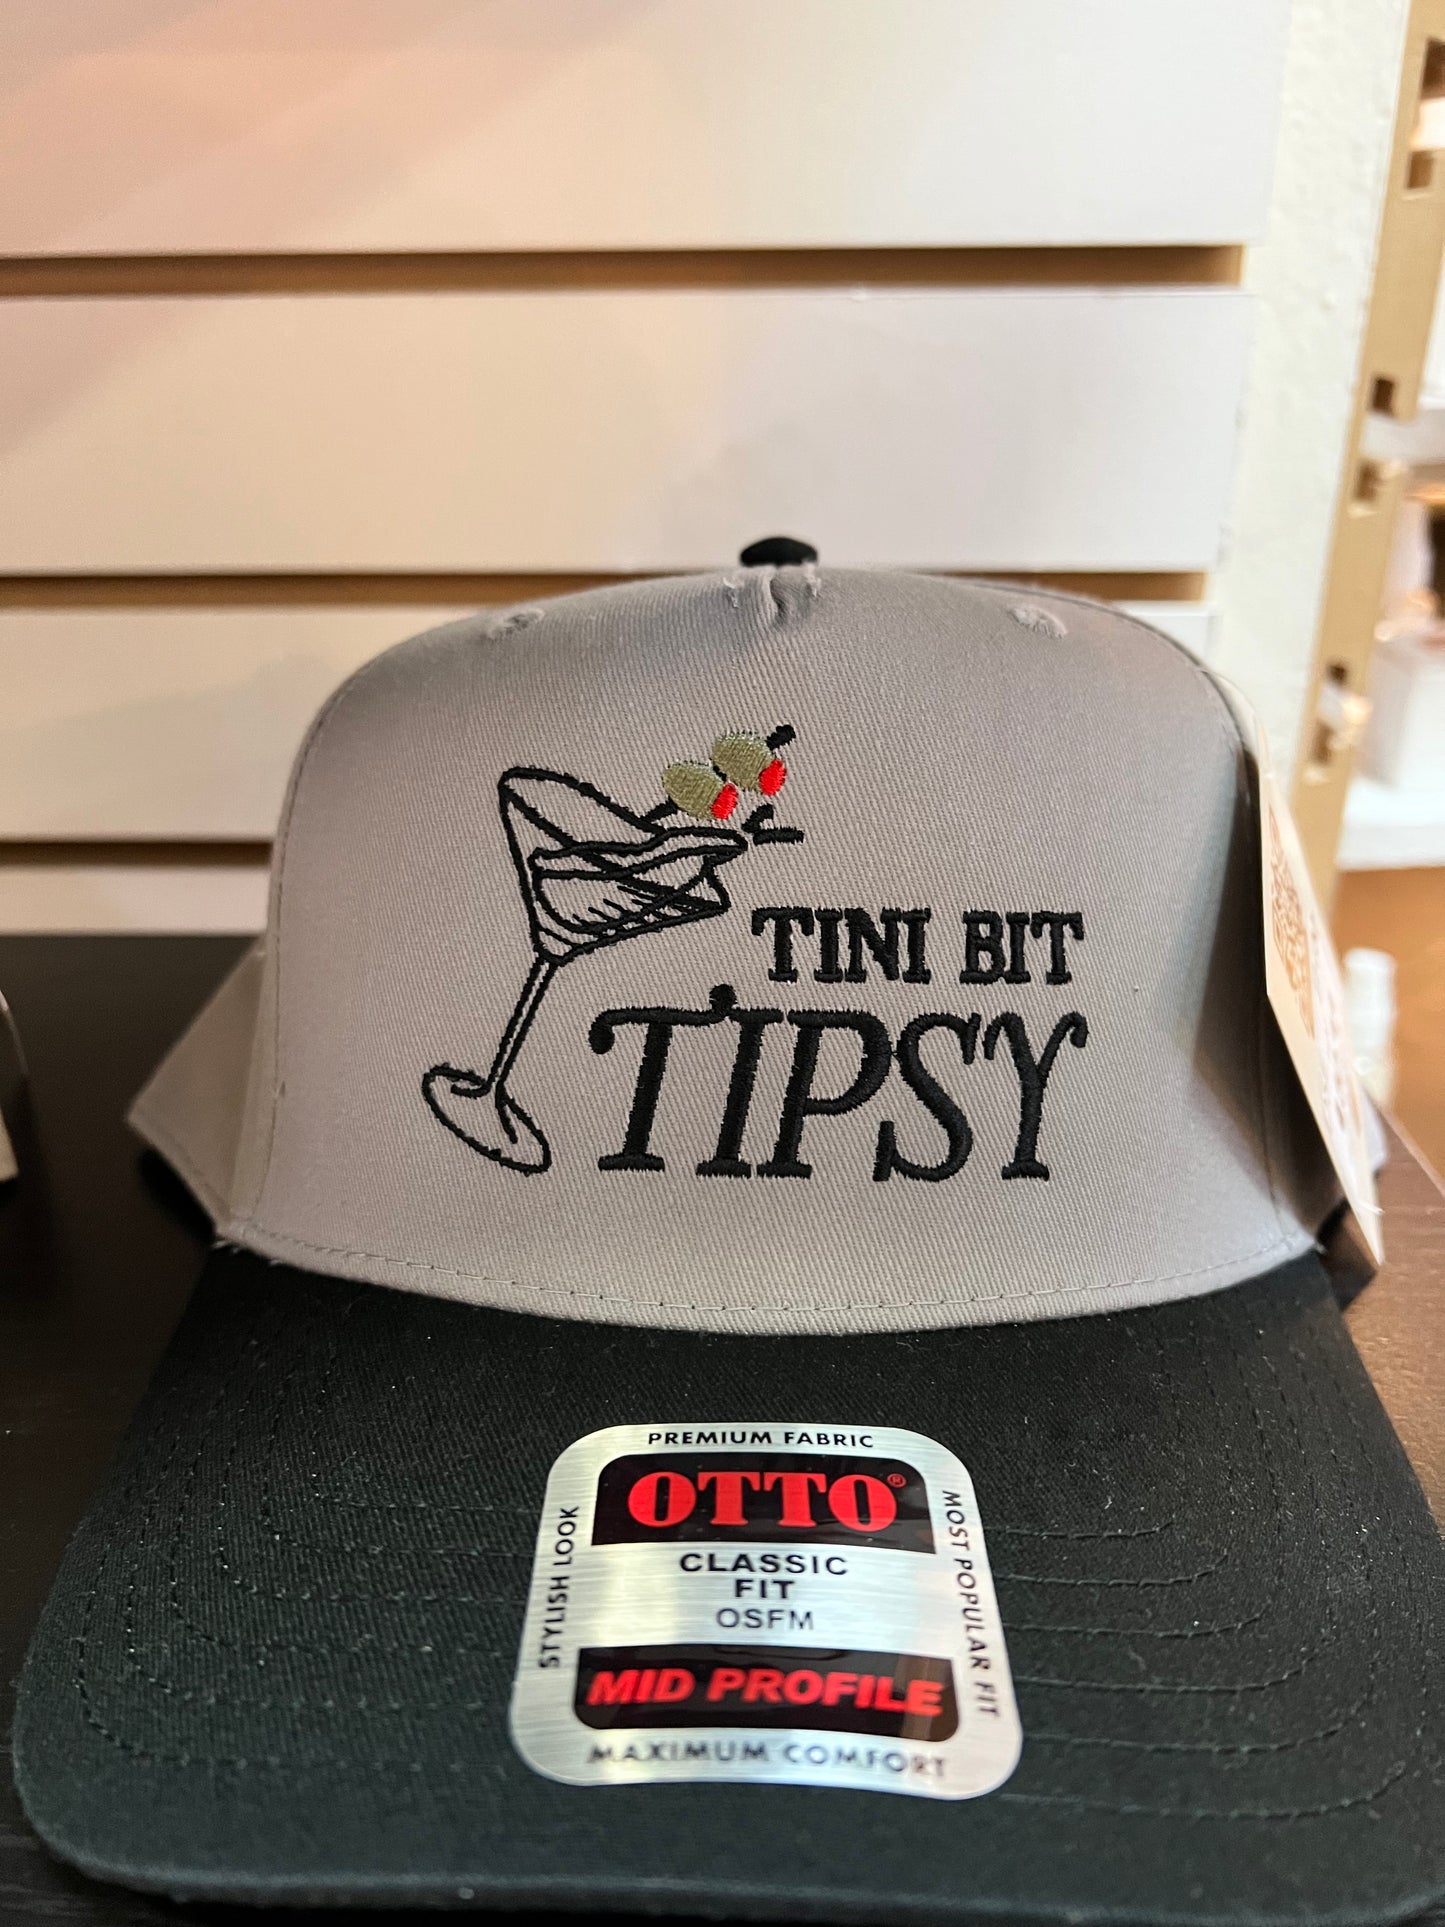 TINI BIT
TIPSY
PREMIUM FABRIC
OTTO®
CLASSIC
FIT
OSFM
MID PROFILE
MAXIMUM COMFORT
STYLISH LOOK
MOST POPULAR FIT